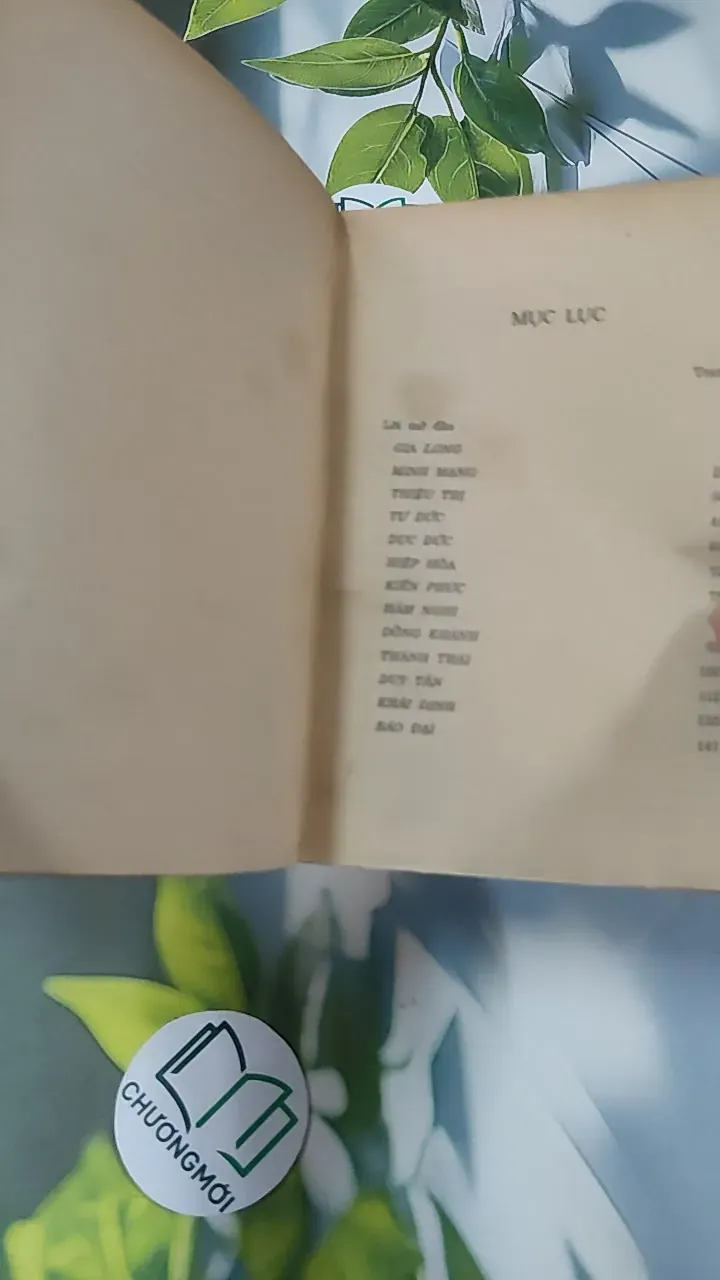 MỤC LỤC
Lời mở đầu
GIA LONG
MINH MẠNG
THIỆU TRỊ
TỰ ĐỨC
DỤC ĐỨC
HIỆP HÒA
KIẾN PHÚC
HÀM NGHI
ĐỒNG KHÁNH
THÀNH THÁI
DUY TÂN
KHẢI ĐỊNH
BẢO ĐẠI
CHƯƠNGMỚI